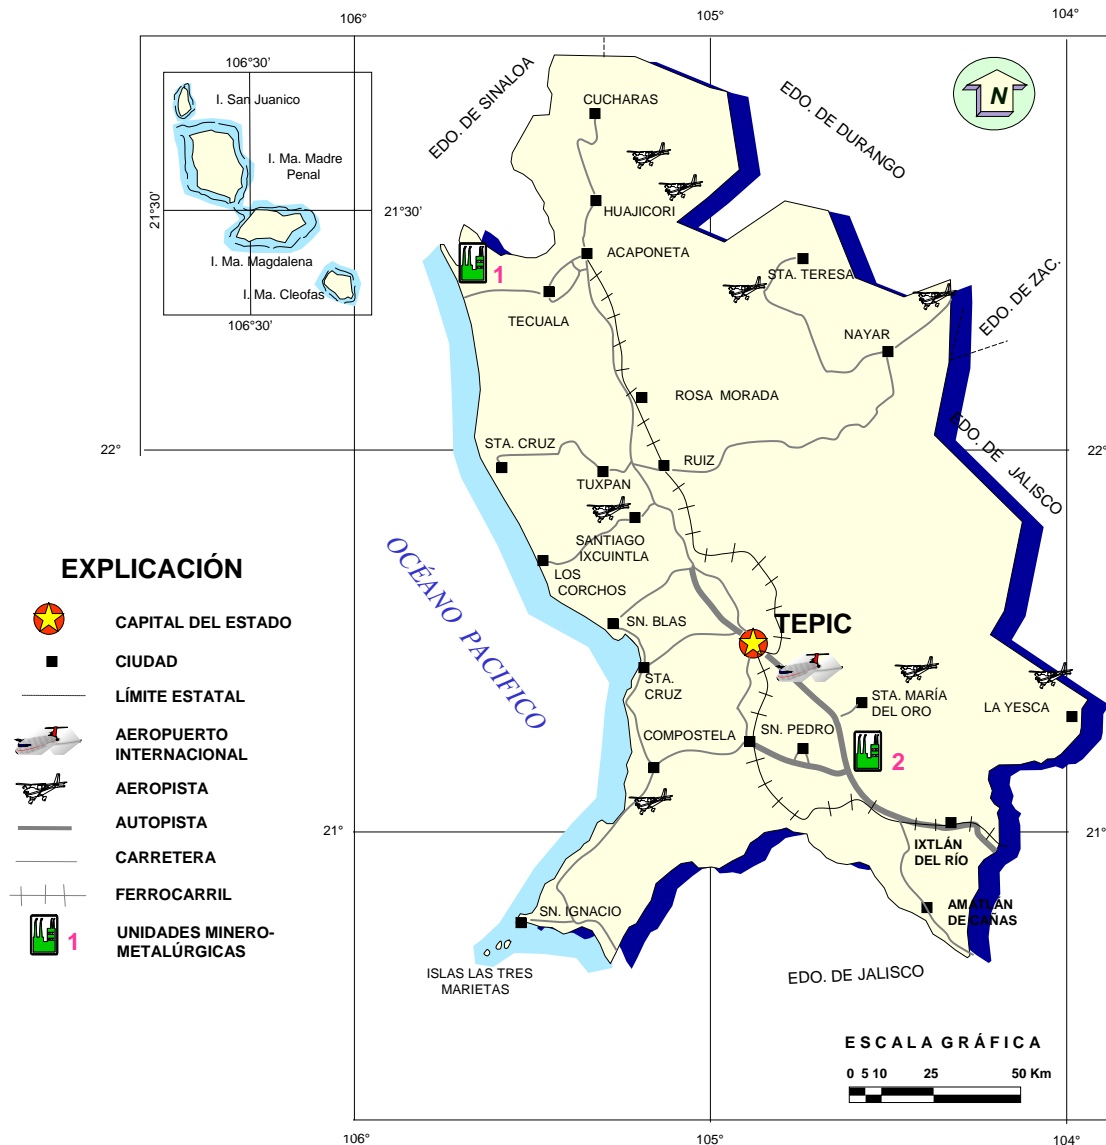 106°
105°
104°
106°30'
I. San Juanico
I. Ma. Madre
Penal
21°30'
21°30'
I. Ma. Magdalena
I. Ma. Cleofas
106°30'
EDO. DE SINALOA
EDO. DE DURANGO
N
CUCHARAS
HUAJICORI
ACAPONETA
1
TECUALA
STA. TERESA
EDO. DE ZAC.
NAYAR
ROSA MORADA
EDO. DE JALISCO
22°
22°
STA. CRUZ
RUIZ
TUXPAN
SANTIAGO
IXCUINTLA
LOS
CORCHOS
OCÉANO PACIFICO
SN. BLAS
TEPIC
STA.
CRUZ
STA. MARÍA
DEL ORO
LA YESCA
COMPOSTELA
SN. PEDRO
2
21°
21°
IXTLÁN
DEL RÍO
AMATLÁN
DE CAÑAS
SN. IGNACIO
ISLAS LAS TRES
MARIETAS
EDO. DE JALISCO
EXPLICACIÓN
CAPITAL DEL ESTADO
CIUDAD
LÍMITE ESTATAL
AEROPUERTO
INTERNACIONAL
AEROPISTA
AUTOPISTA
CARRETERA
FERROCARRIL
1
UNIDADES MINERO-
METALÚRGICAS
ESCALA GRÁFICA
0 5 10 25 50 Km
106°
105°
104°